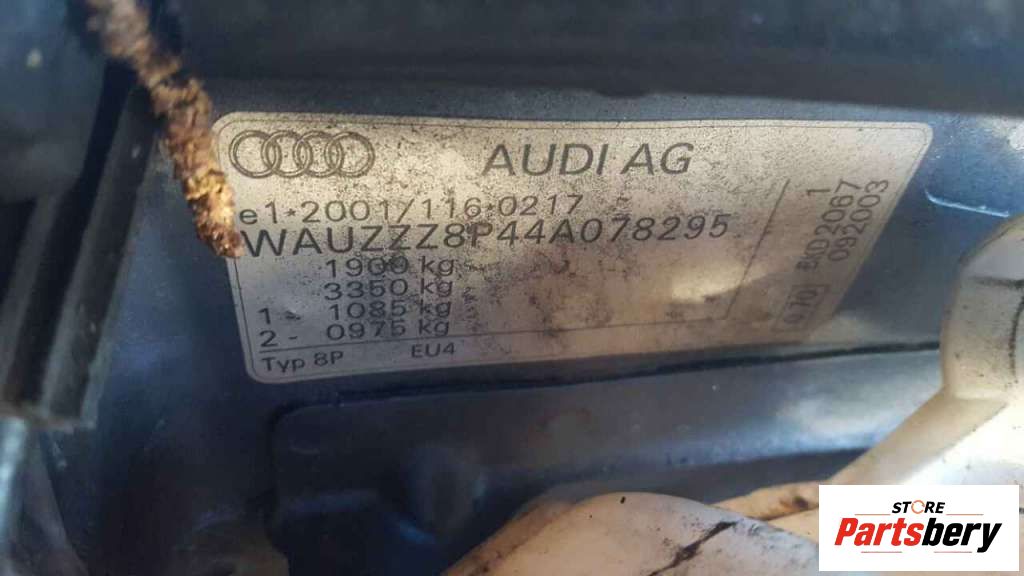 AUDI AG
e1*2001/116*0217
WAUZZZ8P44A078295
1900 kg
3350 kg
1 - 1085 kg
2 - 0975 kg
Typ 8P EU4
1
2067
092003
STORE
Partsbery